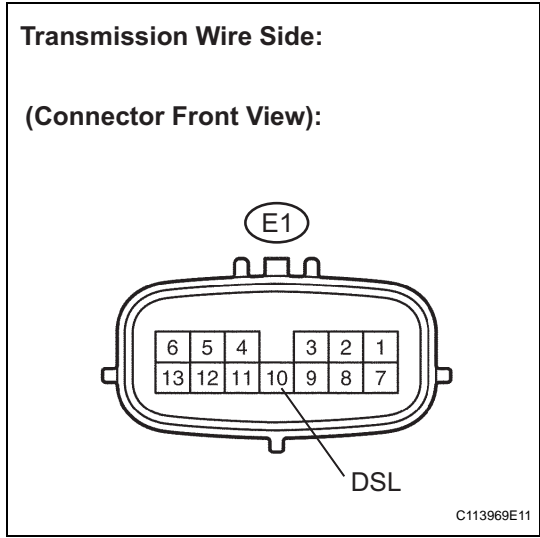 Transmission Wire Side:
(Connector Front View):
E1
6 5 4 3 2 1
13 12 11 10 9 8 7
DSL
C113969E11